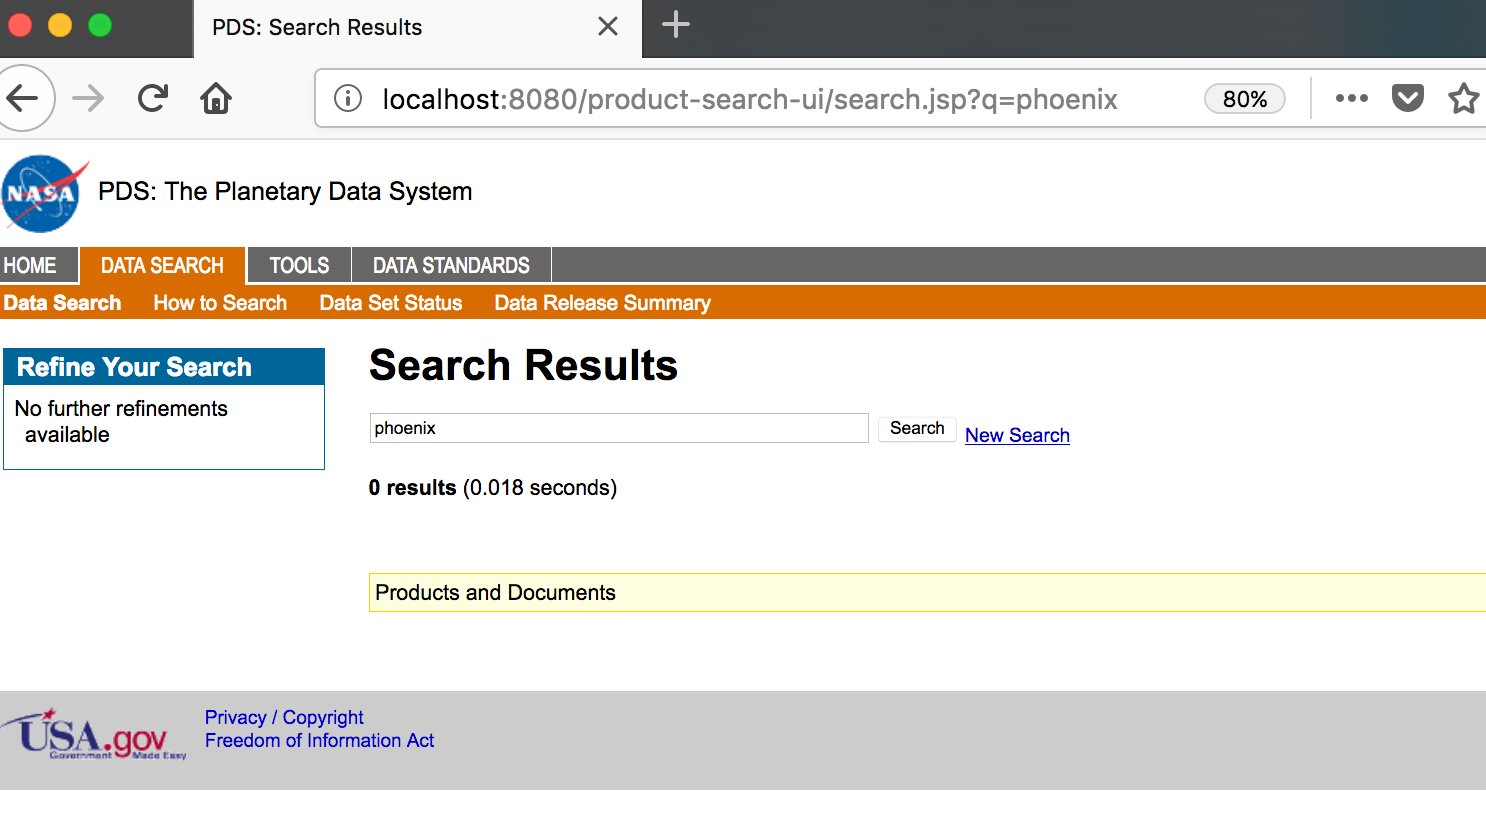 PDS: Search Results
localhost:8080/product-search-ui/search.jsp?q=phoenix
80%
NASA
PDS: The Planetary Data System
HOME DATA SEARCH TOOLS DATA STANDARDS
Data Search How to Search Data Set Status Data Release Summary
Refine Your Search
No further refinements
available
Search Results
phoenix Search New Search
0 results (0.018 seconds)
Products and Documents
USA.gov
Government Made Easy
Privacy / Copyright
Freedom of Information Act